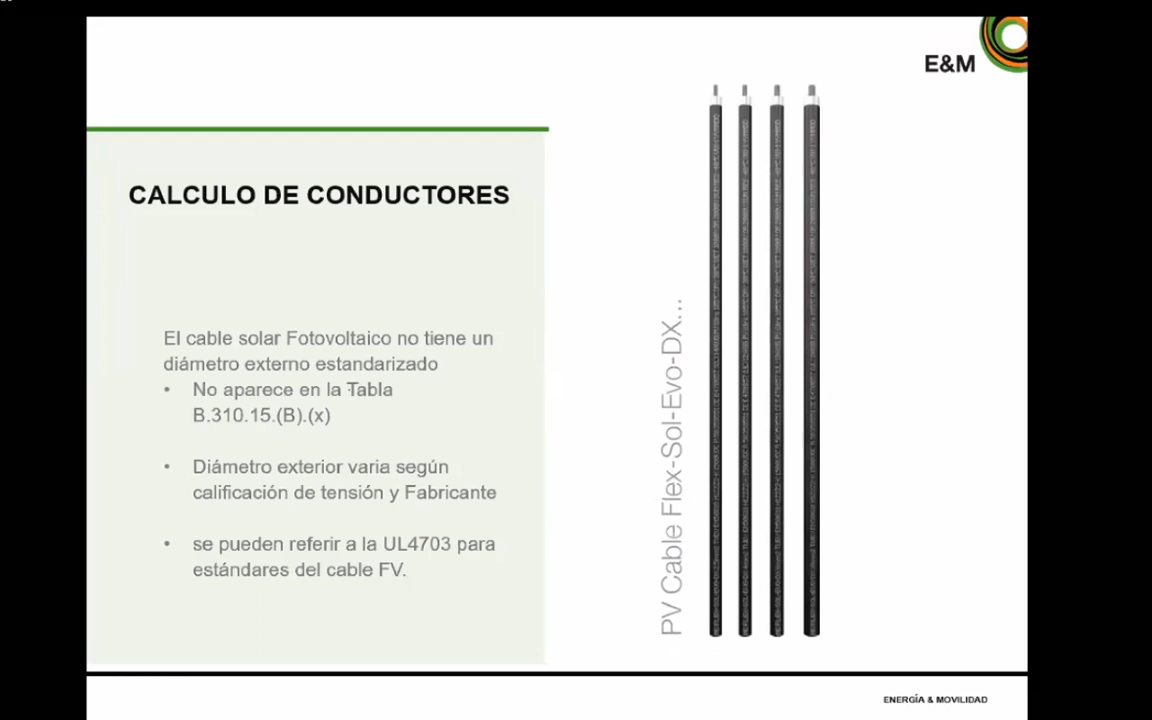 E&M
CALCULO DE CONDUCTORES
El cable solar Fotovoltaico no tiene un
diámetro externo estandarizado
• No aparece en la Tabla
B.310.15.(B).(x)
• Diámetro exterior varia según
calificación de tensión y Fabricante
• se pueden referir a la UL4703 para
estándares del cable FV.
PV Cable Flex-Sol-Evo-DX...
ENERGÍA & MOVILIDAD